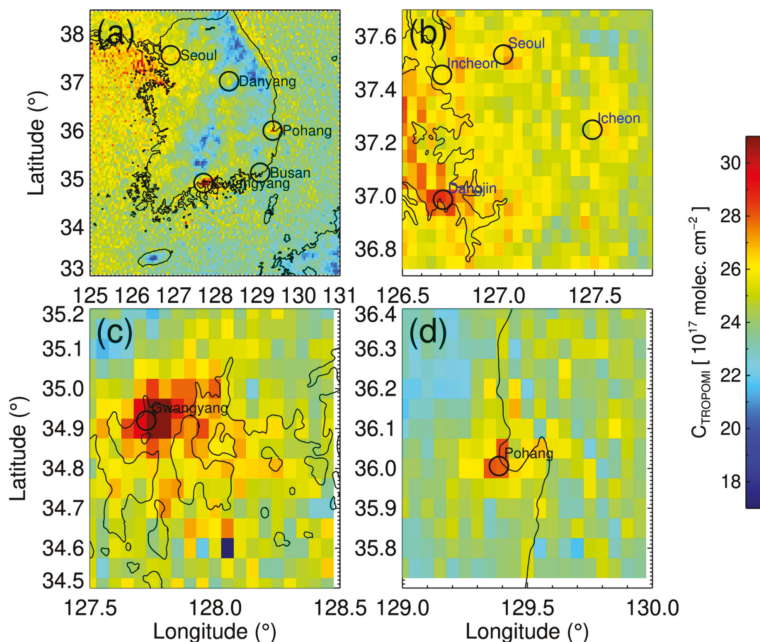 (a)
Seoul
Danyang
Pohang
Busan
Gwangyang
38
37
36
35
34
33
Latitude (°)
125 126 127 128 129 130 131
(b)
Seoul
Incheon
Icheon
Dangjin
37.6
37.4
37.2
37.0
36.8
126.5 127.0 127.5
(c)
Gwangyang
35.2
35.1
35.0
34.9
34.8
34.7
34.6
34.5
Latitude (°)
127.5 128.0 128.5
Longitude (°)
(d)
Pohang
36.4
36.3
36.2
36.1
36.0
35.9
35.8
129.0 129.5 130.0
Longitude (°)
30
28
26
24
22
20
18
C_TROPOMI [ 10¹⁷ molec. cm⁻² ]